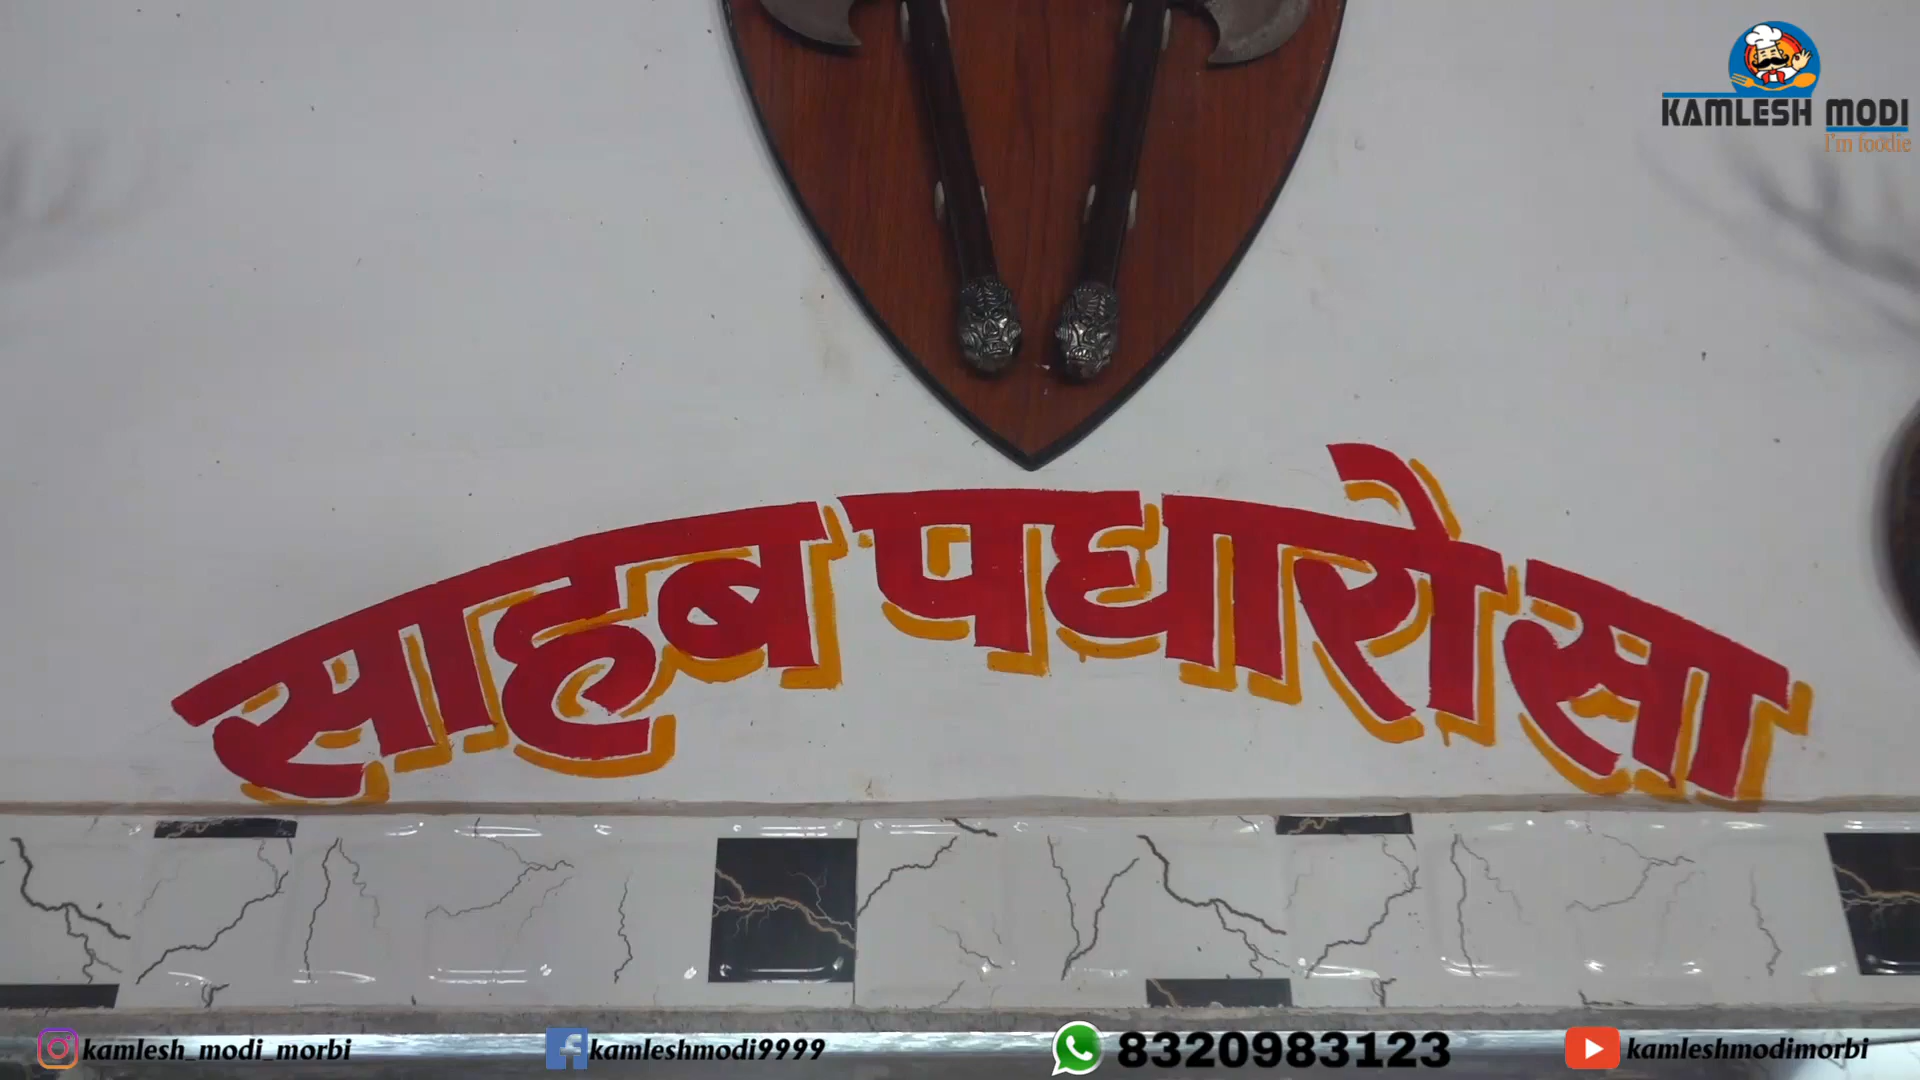 KAMLESH MODI
I'm foodie
साहब पधारो सा
kamlesh_modi_morbi kamleshmodi9999 8320983123 kamleshmodimorbi